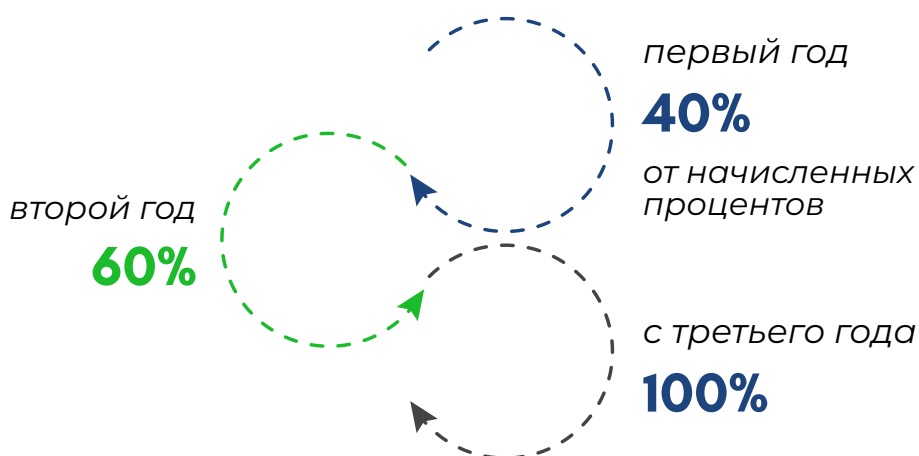 первый год
40%
от начисленных
процентов
второй год
60%
с третьего года
100%